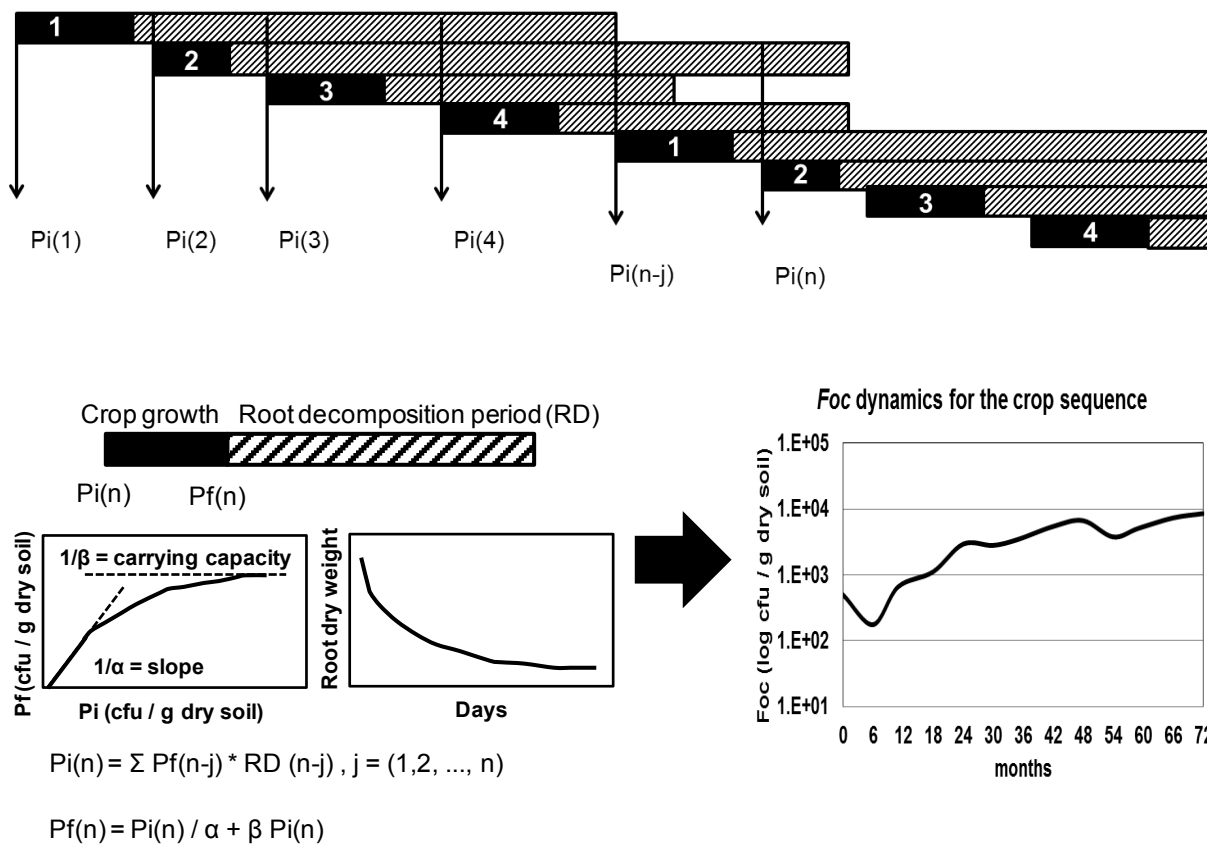 1
2
3
4
1
2
3
4
Pi(1)
Pi(2)
Pi(3)
Pi(4)
Pi(n-j)
Pi(n)
Crop growth
Root decomposition period (RD)
Pi(n)
Pf(n)
Pf (cfu / g dry soil)
1/β = carrying capacity
1/α = slope
Pi (cfu / g dry soil)
Root dry weight
Days
Pi(n) = Σ Pf(n-j) * RD (n-j) , j = (1,2, ..., n)
Pf(n) = Pi(n) / α + β Pi(n)
Foc dynamics for the crop sequence
Foc (log cfu / g dry soil)
1.E+05
1.E+04
1.E+03
1.E+02
1.E+01
0 6 12 18 24 30 36 42 48 54 60 66 72
months